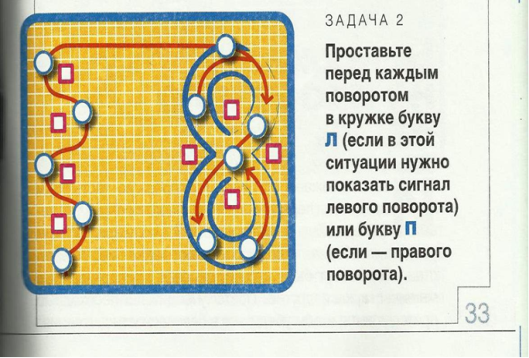 ЗАДАЧА 2
Проставьте
перед каждым
поворотом
в кружке букву
Л (если в этой
ситуации нужно
показать сигнал
левого поворота)
или букву П
(если — правого
поворота).
33